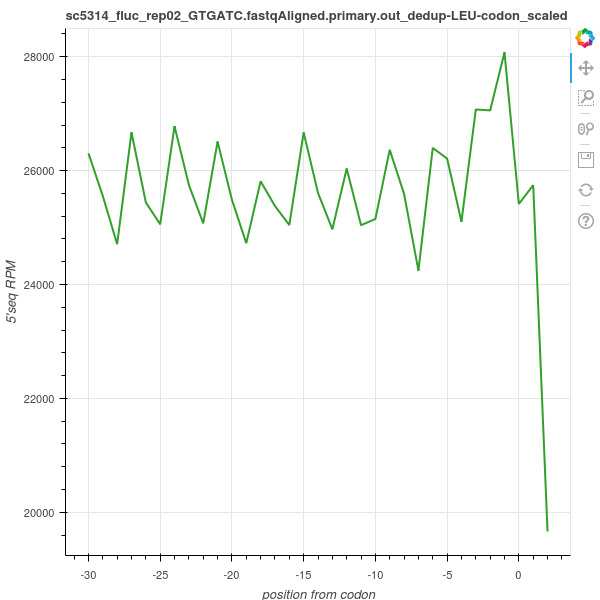 sc5314_fluc_rep02_GTGATC.fastqAligned.primary.out_dedup-LEU-codon_scaled
28000
26000
24000
22000
20000
5'seq RPM
-30 -25 -20 -15 -10 -5 0
position from codon